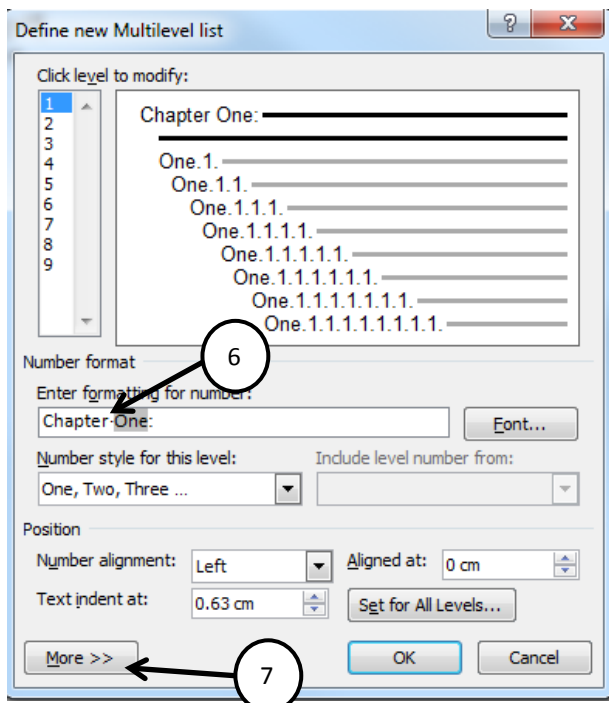 Define new Multilevel list
? X
Click level to modify:
1
2
3
4
5
6
7
8
9
Chapter One:
One.1.
One.1.1.
One.1.1.1.
One.1.1.1.1.
One.1.1.1.1.1.
One.1.1.1.1.1.1.
One.1.1.1.1.1.1.1.
One.1.1.1.1.1.1.1.1.
6
Number format
Enter formatting for number:
Chapter One:
Font...
Number style for this level: Include level number from:
One, Two, Three ...
Position
Number alignment: Left Aligned at: 0 cm
Text indent at: 0.63 cm Set for All Levels...
More >> OK Cancel
7